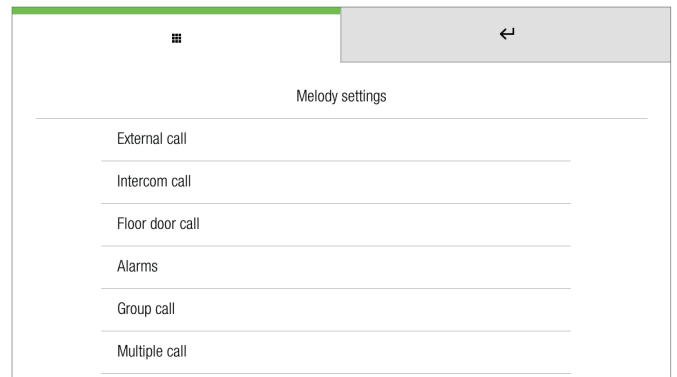 Melody settings
External call
Intercom call
Floor door call
Alarms
Group call
Multiple call